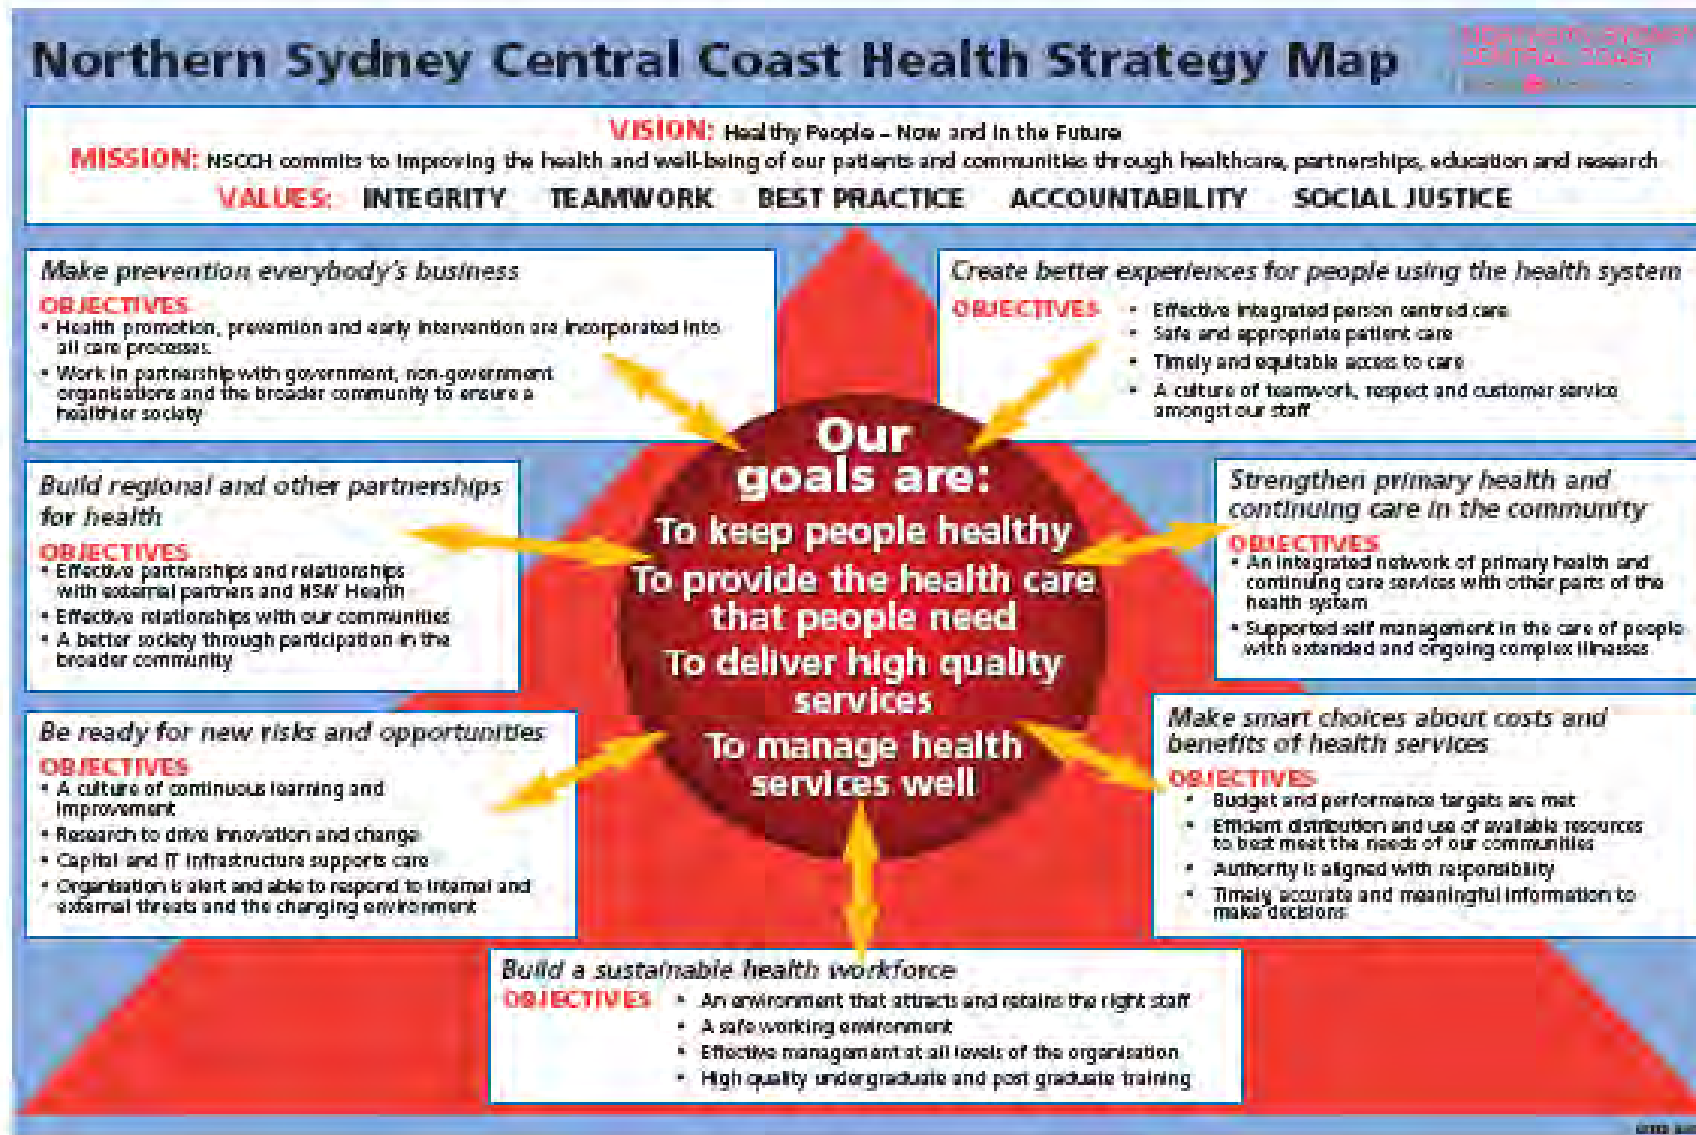 Northern Sydney Central Coast Health Strategy Map
NORTHERN SYDNEY
CENTRAL COAST
VISION: Healthy People – Now and in the Future
MISSION: NSCCH commits to improving the health and well-being of our patients and communities through healthcare, partnerships, education and research
VALUES: INTEGRITY TEAMWORK BEST PRACTICE ACCOUNTABILITY SOCIAL JUSTICE
Make prevention everybody's business
OBJECTIVES
• Health promotion, prevention and early intervention are incorporated into
all care processes.
• Work in partnership with government, non-government
organisations and the broader community to ensure a
healthier society
Create better experiences for people using the health system
OBJECTIVES
• Effective integrated person centred care
• Safe and appropriate patient care
• Timely and equitable access to care
• A culture of teamwork, respect and customer service
amongst our staff
Build regional and other partnerships
for health
OBJECTIVES
• Effective partnerships and relationships
with external partners and NSW Health
• Effective relationships with our communities
• A better society through participation in the
broader community
Our
goals are:
To keep people healthy
To provide the health care
that people need
To deliver high quality
services
To manage health
services well
Strengthen primary health and
continuing care in the community
OBJECTIVES
• An integrated network of primary health and
continuing care services with other parts of the
health system
• Supported self management in the care of people
with extended and ongoing complex illnesses
Be ready for new risks and opportunities
OBJECTIVES
• A culture of continuous learning and
improvement
• Research to drive innovation and change
• Capital and IT infrastructure supports care
• Organisation is alert and able to respond to internal and
external threats and the changing environment
Make smart choices about costs and
benefits of health services
OBJECTIVES
• Budget and performance targets are met
• Efficient distribution and use of available resources
to best meet the needs of our communities
• Authority is aligned with responsibility
• Timely accurate and meaningful information to
make decisions
Build a sustainable health workforce
OBJECTIVES
• An environment that attracts and retains the right staff
• A safe working environment
• Effective management at all levels of the organisation
• High quality undergraduate and post graduate training